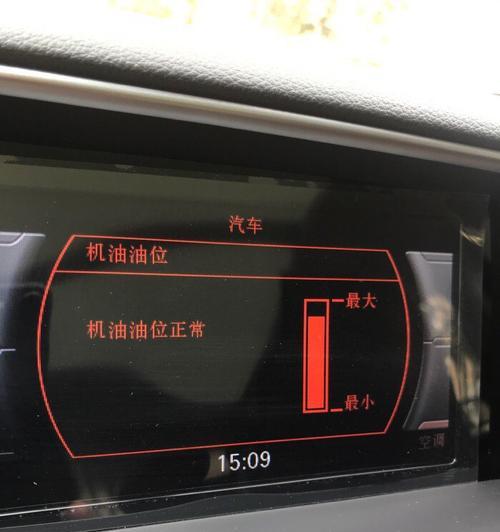 汽车
机油油位
最大
机油油位正常
最小
空调
15:09